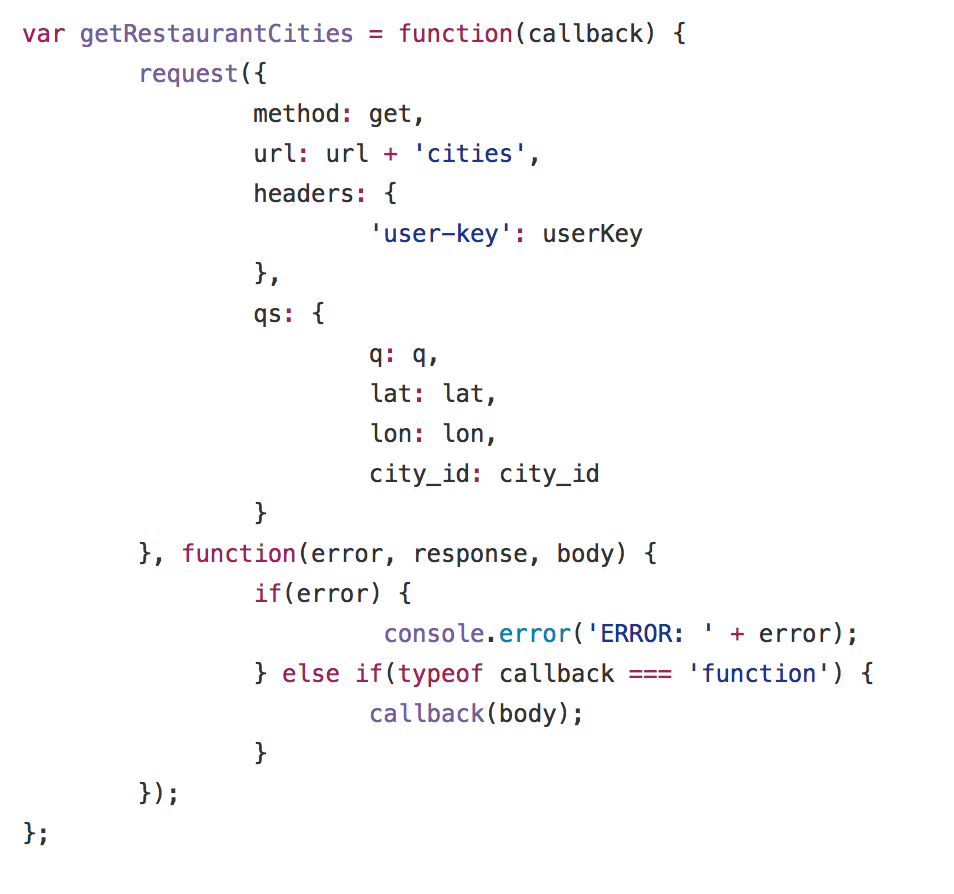 var getRestaurantCities = function(callback) {
        request({
                method: get,
                url: url + 'cities',
                headers: {
                        'user-key': userKey
                },
                qs: {
                        q: q,
                        lat: lat,
                        lon: lon,
                        city_id: city_id
                }
        }, function(error, response, body) {
                if(error) {
                         console.error('ERROR: ' + error);
                } else if(typeof callback === 'function') {
                        callback(body);
                }
        });
};